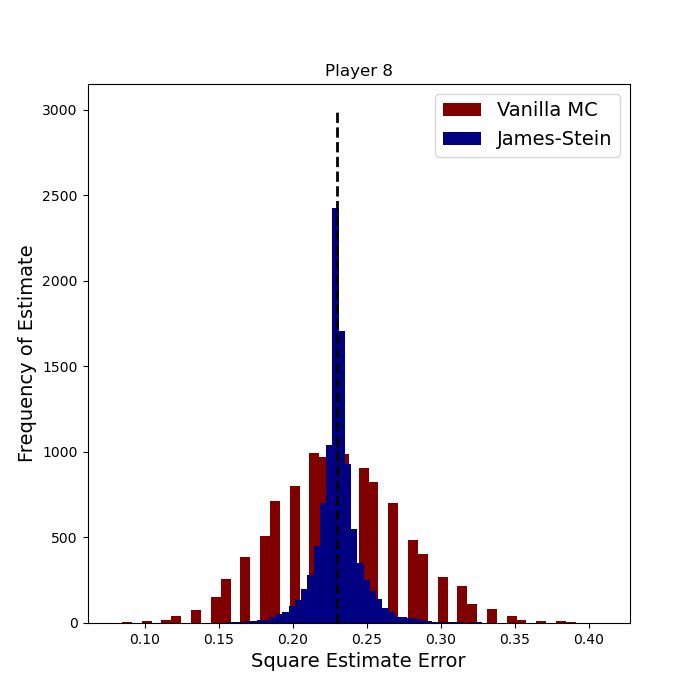 Player 8
Vanilla MC
James-Stein
3000
2500
2000
1500
1000
500
0
Frequency of Estimate
0.10 0.15 0.20 0.25 0.30 0.35 0.40
Square Estimate Error